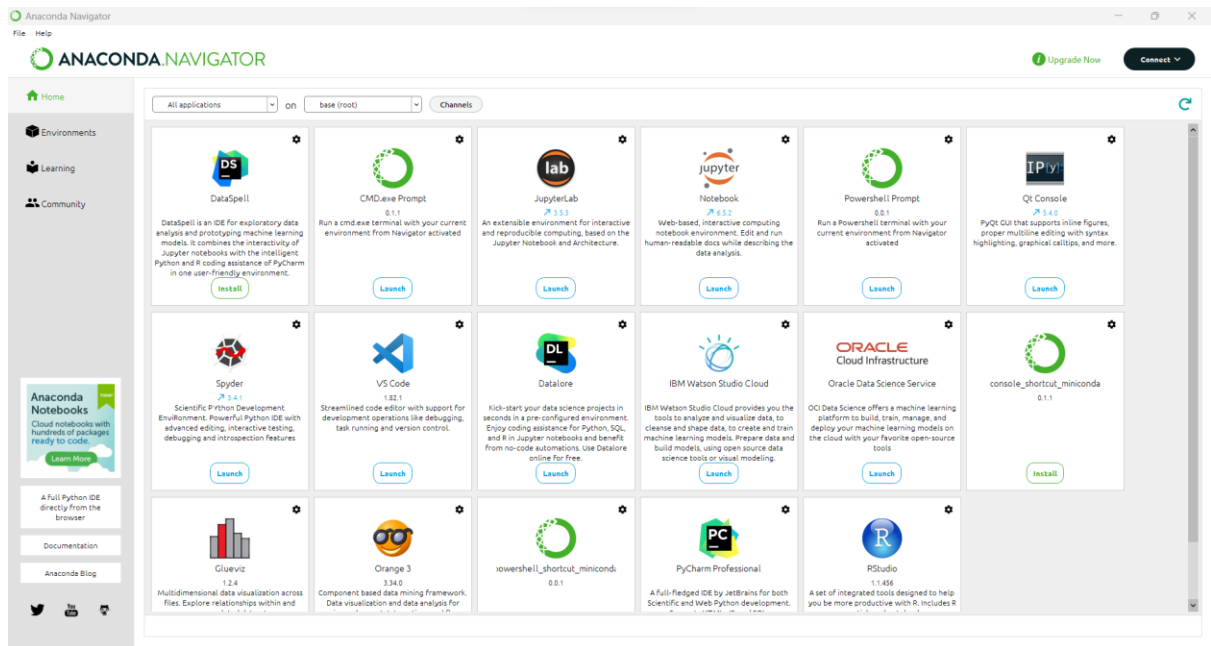 Anaconda Navigator
File Help
ANACONDA.NAVIGATOR
Upgrade Now
Connect
Home
Environments
Learning
Community
Anaconda
Notebooks
new
Cloud notebooks with
hundreds of packages
ready to code.
Learn More
A full Python IDE
directly from the
browser
Documentation
Anaconda Blog
You
Tube
All applications on base (root) Channels
DS
DataSpell
DataSpell is an IDE for exploratory data
analysis and prototyping machine learning
models. It combines the interactivity of
Jupyter notebooks with the intelligent
Python and R coding assistance of PyCharm
in one user-friendly environment.
Install
CMD.exe Prompt
0.1.1
Run a cmd.exe terminal with your current
environment from Navigator activated
Launch
lab
JupyterLab
3.5.3
An extensible environment for interactive
and reproducible computing, based on the
Jupyter Notebook and Architecture.
Launch
jupyter
Notebook
6.5.2
Web-based, interactive computing
notebook environment. Edit and run
human-readable docs while describing the
data analysis.
Launch
Powershell Prompt
0.0.1
Run a Powershell terminal with your
current environment from Navigator
activated
Launch
IP[y]:
Qt Console
5.4.0
PyQt GUI that supports inline figures,
proper multiline editing with syntax
highlighting, graphical calltips, and more.
Launch
Spyder
5.4.1
Scientific PYthon Development
EnviRonment. Powerful Python IDE with
advanced editing, interactive testing,
debugging and introspection features
Launch
VS Code
1.82.1
Streamlined code editor with support for
development operations like debugging,
task running and version control.
Launch
DL
Datalore
Kick-start your data science projects in
seconds in a pre-configured environment.
Enjoy coding assistance for Python, SQL,
and R in Jupyter notebooks and benefit
from no-code automations. Use Datalore
online for free.
Launch
IBM Watson Studio Cloud
IBM Watson Studio Cloud provides you the
tools to analyze and visualize data, to
cleanse and shape data, to create and train
machine learning models. Prepare data and
build models, using open source data
science tools or visual modeling.
Launch
ORACLE
Cloud Infrastructure
Oracle Data Science Service
OCI Data Science offers a machine learning
platform to build, train, manage, and
deploy your machine learning models on
the cloud with your favorite open-source
tools
Launch
console_shortcut_miniconda
0.1.1
Install
Glueviz
1.2.4
Multidimensional data visualization across
files. Explore relationships within and
Orange 3
3.34.0
Component based data mining framework.
Data visualization and data analysis for
powershell_shortcut_miniconda
0.0.1
PC
PyCharm Professional
A full-fledged IDE by JetBrains for both
Scientific and Web Python development.
R
RStudio
1.1.456
A set of integrated tools designed to help
you be more productive with R. Includes R